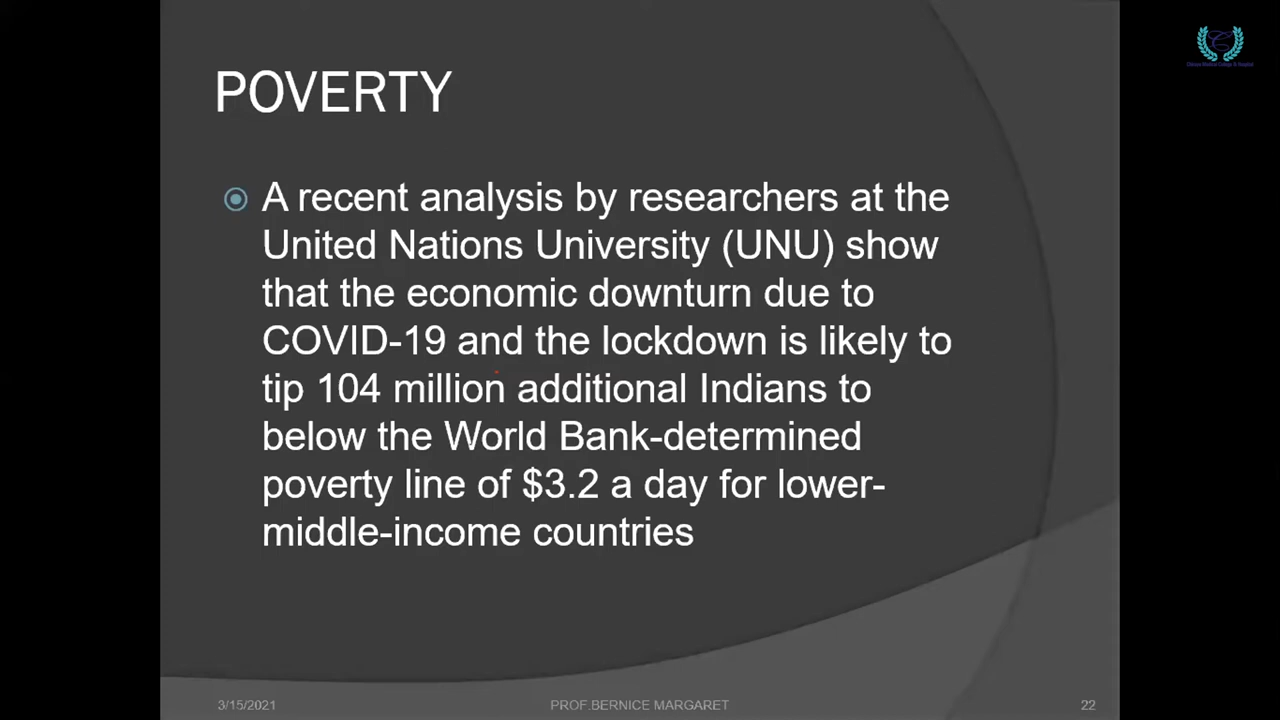 POVERTY
A recent analysis by researchers at the
United Nations University (UNU) show
that the economic downturn due to
COVID-19 and the lockdown is likely to
tip 104 million additional Indians to
below the World Bank-determined
poverty line of $3.2 a day for lower-
middle-income countries
3/15/2021
PROF.BERNICE MARGARET
22